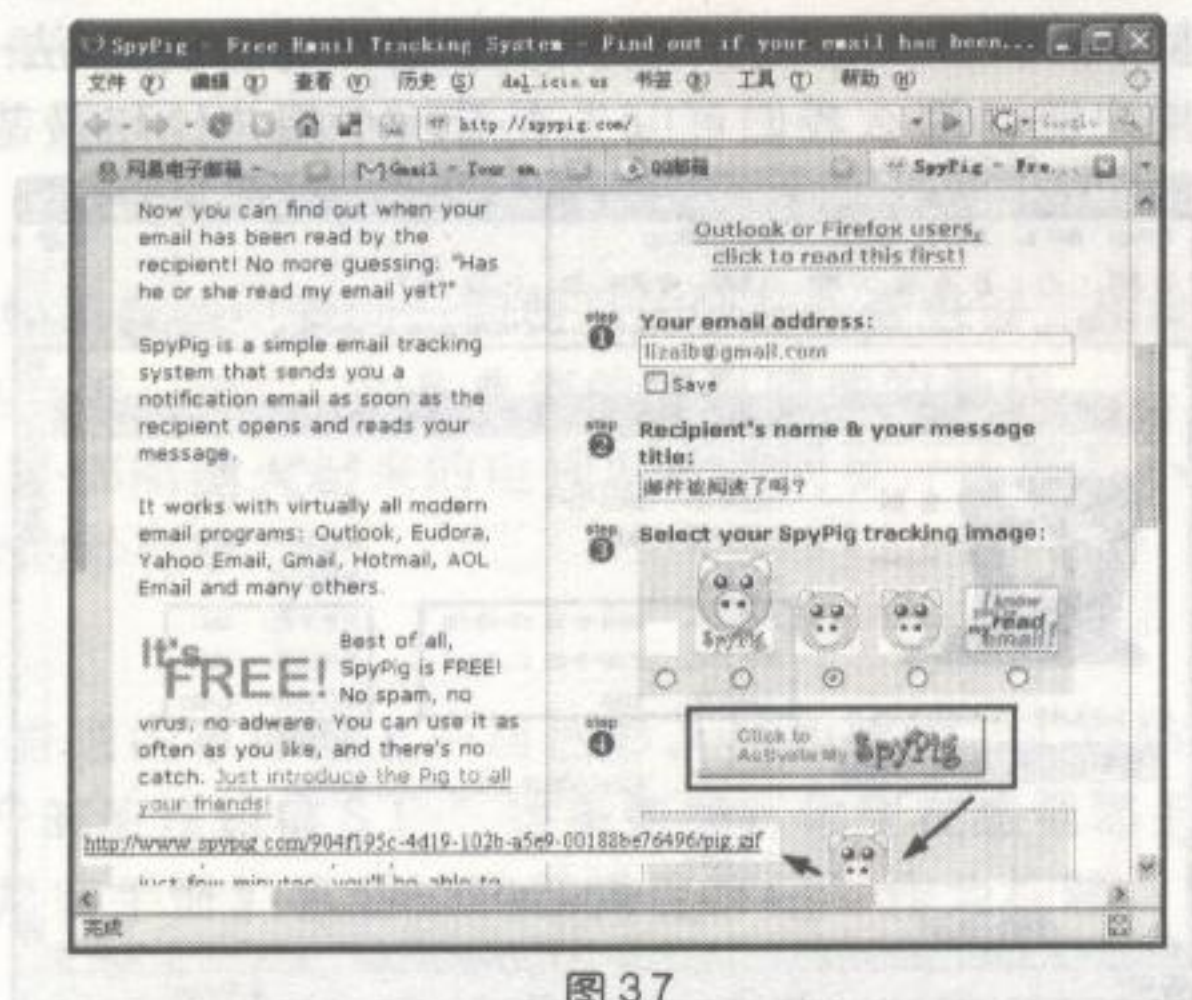 SpyPig - Free Email Tracking System - Find out if your email has been...
文件 (F) 编辑 (E) 查看 (V) 历史 (S) del.icio.us 书签 (B) 工具 (T) 帮助 (H)
http://spypig.com/
网易电子邮箱 - ... Gmail - Your em... QQ邮箱 SpyPig - Fre...
Now you can find out when your
email has been read by the
recipient! No more guessing: "Has
he or she read my email yet?"
SpyPig is a simple email tracking
system that sends you a
notification email as soon as the
recipient opens and reads your
message.
It works with virtually all modern
email programs: Outlook, Eudora,
Yahoo Email, Gmail, Hotmail, AOL
Email and many others.
It's FREE!
Best of all,
SpyPig is FREE!
No spam, no
virus, no adware. You can use it as
often as you like, and there's no
catch. Just introduce the Pig to all
your friends!
http://www.spypig.com/904f195c-4d19-102b-a5e9-00188be76496/pig.gif
just few minutes, you'll be able to
Outlook or Firefox users,
click to read this first!
step 1 Your email address:
lizaib@gmail.com
Save
step 2 Recipient's name & your message
title:
邮件被阅读了吗?
step 3 Select your SpyPig tracking image:
SpyPig
I know
you've
read
my
email!
step 4
Click to
Activate My SpyPig
完成
图37